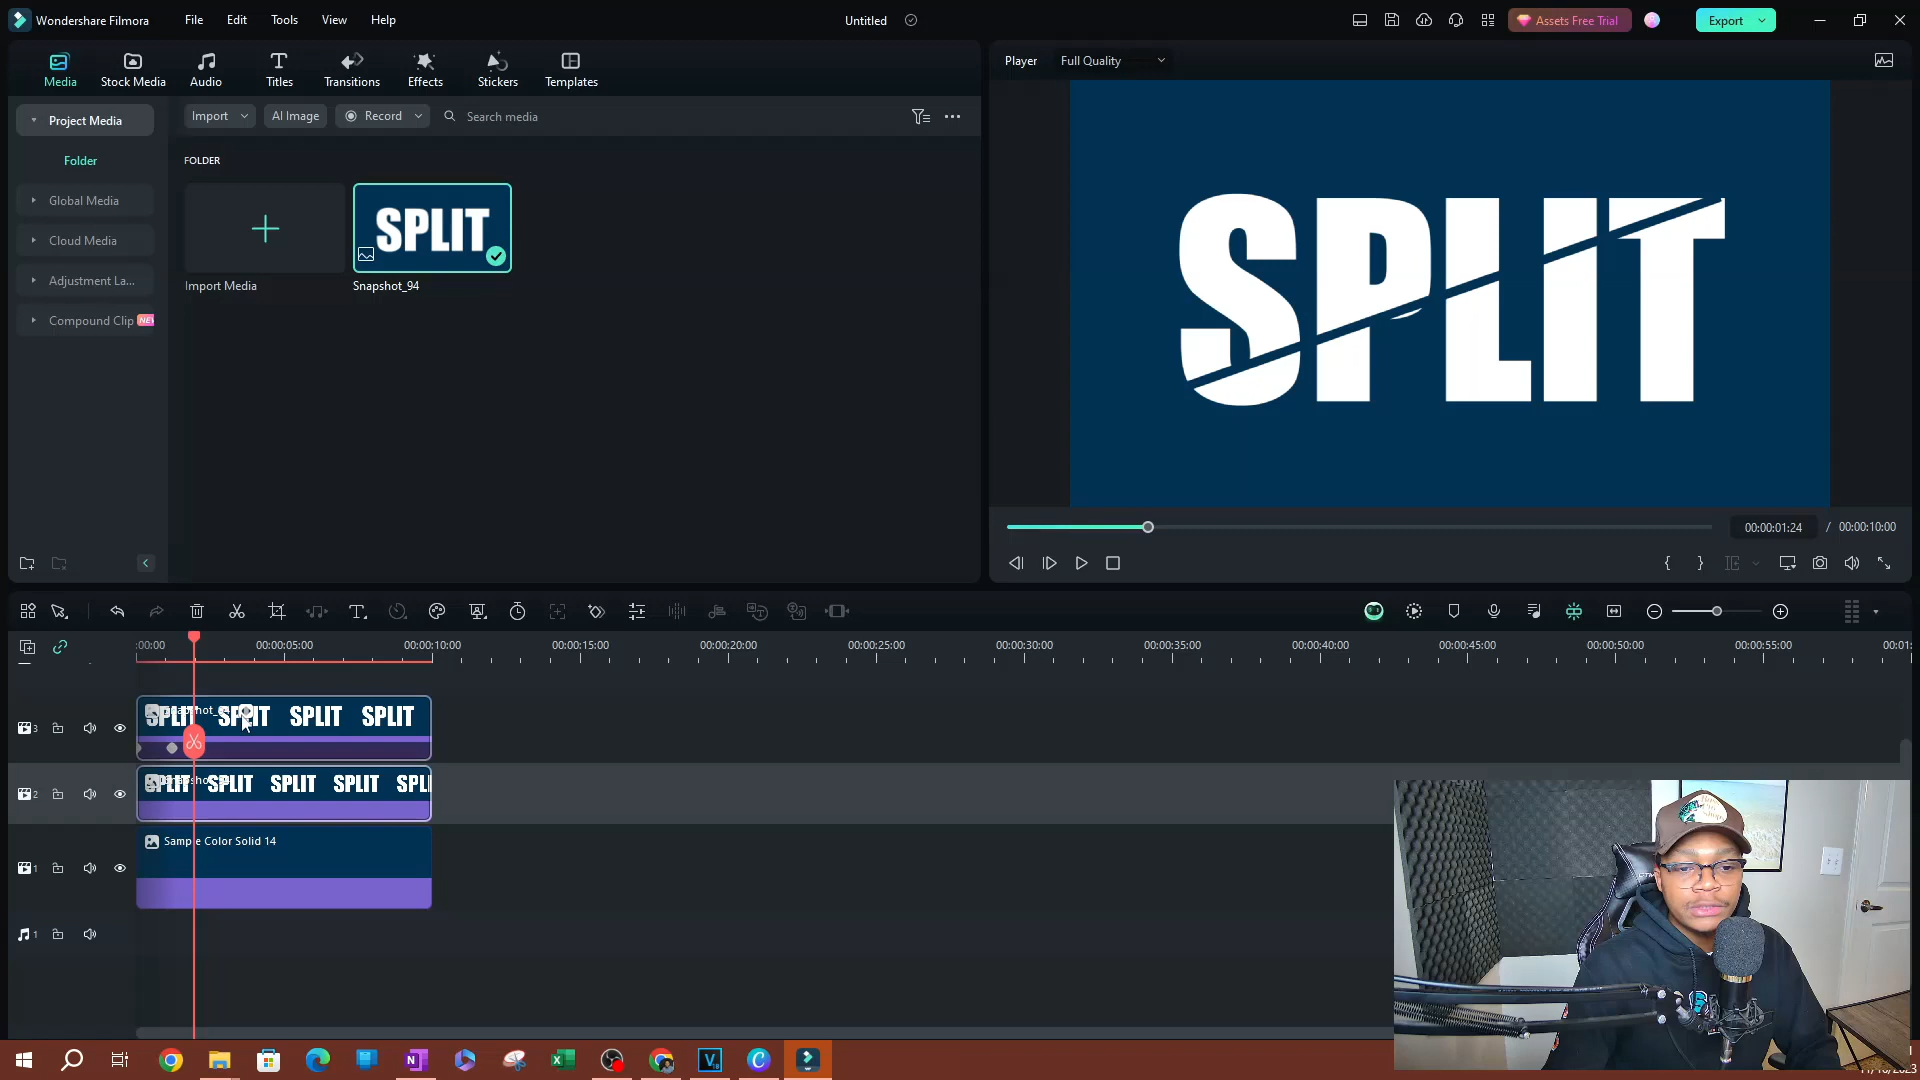 Wondershare Filmora
File
Edit
Tools
View
Help
Untitled
Assets Free Trial
Export
Media
Stock Media
Audio
Titles
Transitions
Effects
Stickers
Templates
Player
Full Quality
Project Media
Folder
Global Media
Cloud Media
Adjustment La...
Compound Clip
Import
AI Image
Record
Search media
FOLDER
Import Media
SPLIT
Snapshot_94
SPLIT
00:00:01:24 / 00:00:10:00
:00:00
00:00:05:00
00:00:10:00
00:00:15:00
00:00:20:00
00:00:25:00
00:00:30:00
00:00:35:00
00:00:40:00
00:00:45:00
00:00:50:00
00:00:55:00
00:01:
3
SPLIT SPLIT SPLIT SPLIT
2
SPLIT SPLIT SPLIT SPLIT SPLI
1
Sample Color Solid 14
1